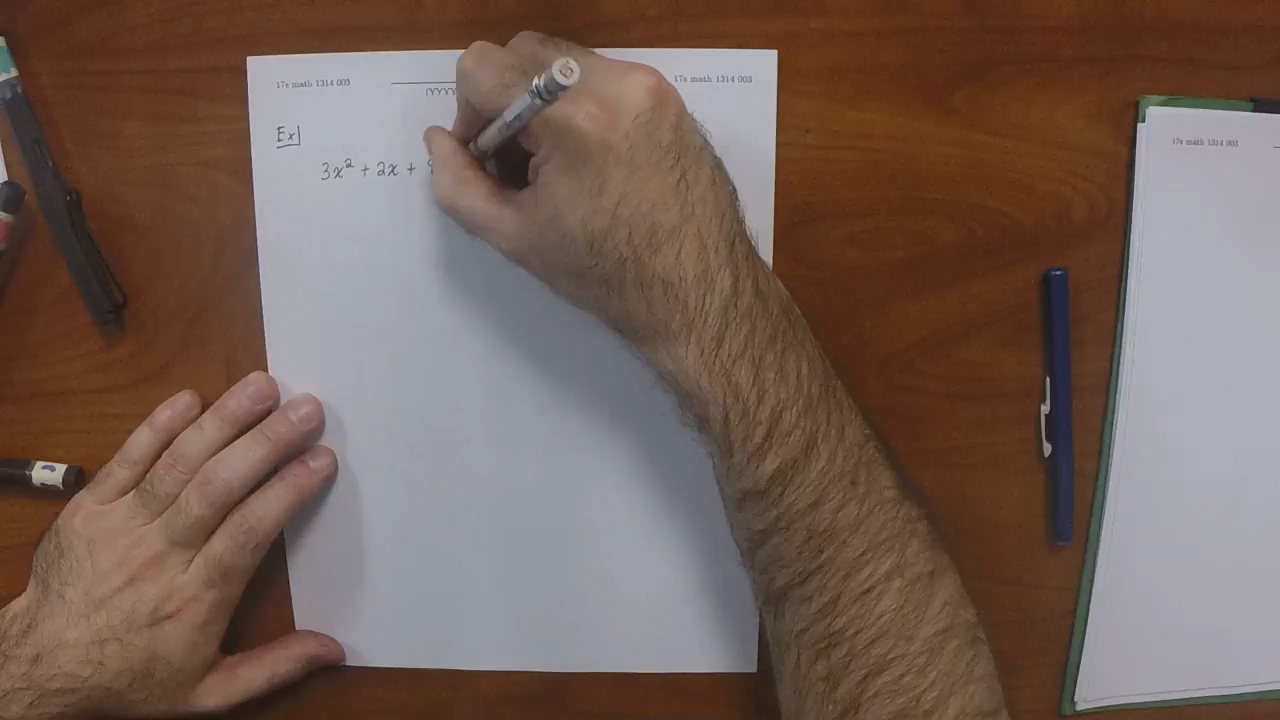 17s math 1314 003 17s math 1314 003
Ex
3x² + 2x +
17s math 1314 003